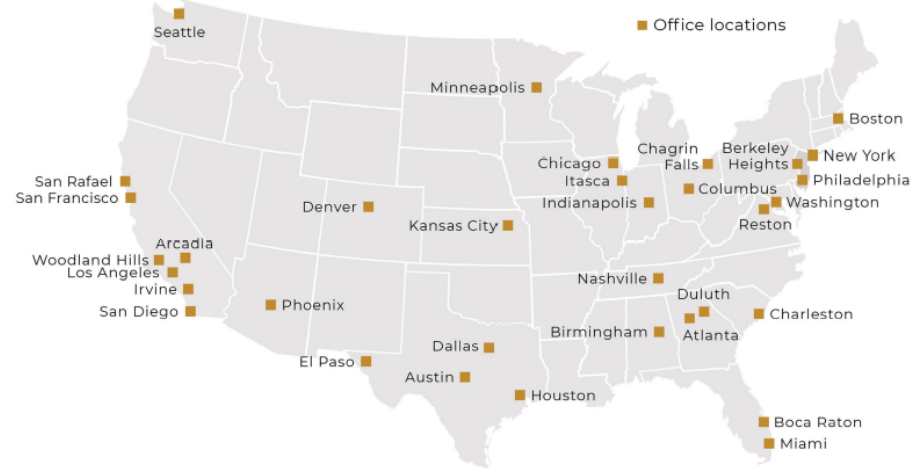 Seattle
Office locations
Minneapolis
Boston
Chagrin
Falls
Berkeley
Heights
New York
Chicago
Itasca
Philadelphia
San Rafael
San Francisco
Columbus
Indianapolis
Washington
Denver
Kansas City
Reston
Arcadia
Woodland Hills
Los Angeles
Irvine
San Diego
Phoenix
Nashville
Duluth
Charleston
Birmingham
Atlanta
Dallas
El Paso
Austin
Houston
Boca Raton
Miami